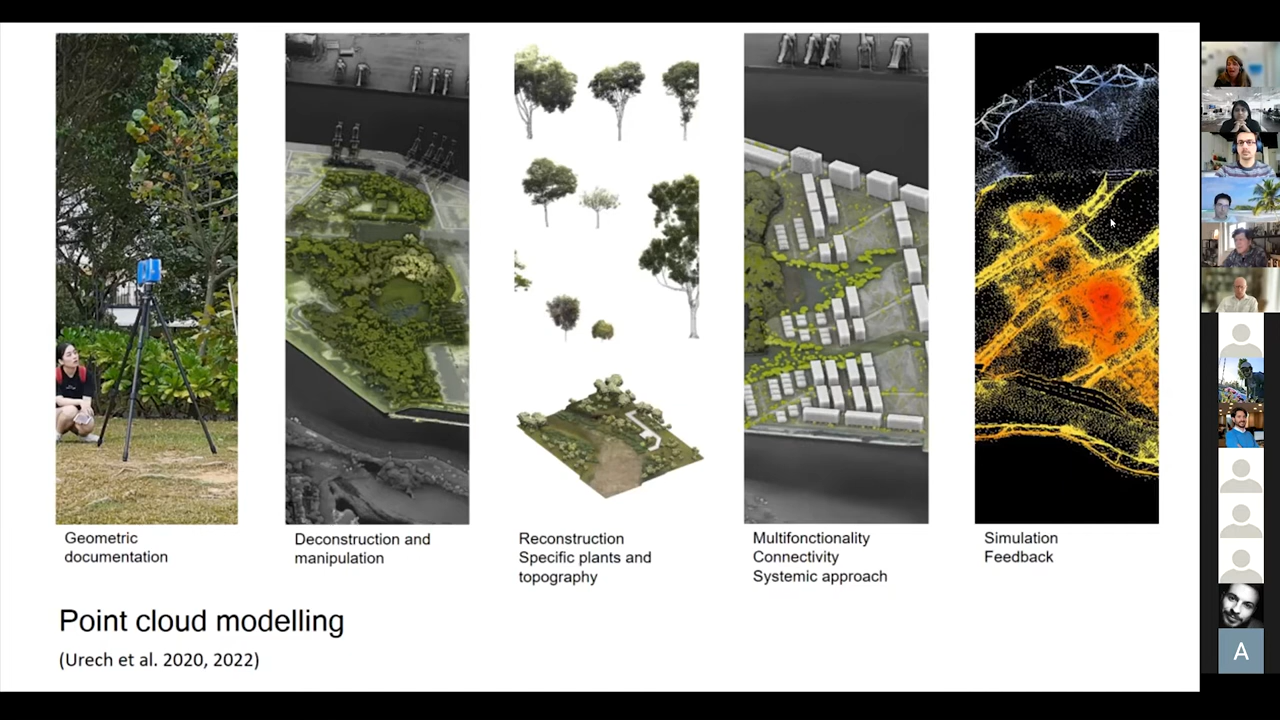 Geometric
documentation
Deconstruction and
manipulation
Reconstruction
Specific plants and
topography
Multifonctionality
Connectivity
Systemic approach
Simulation
Feedback
Point cloud modelling
(Urech et al. 2020, 2022)
A